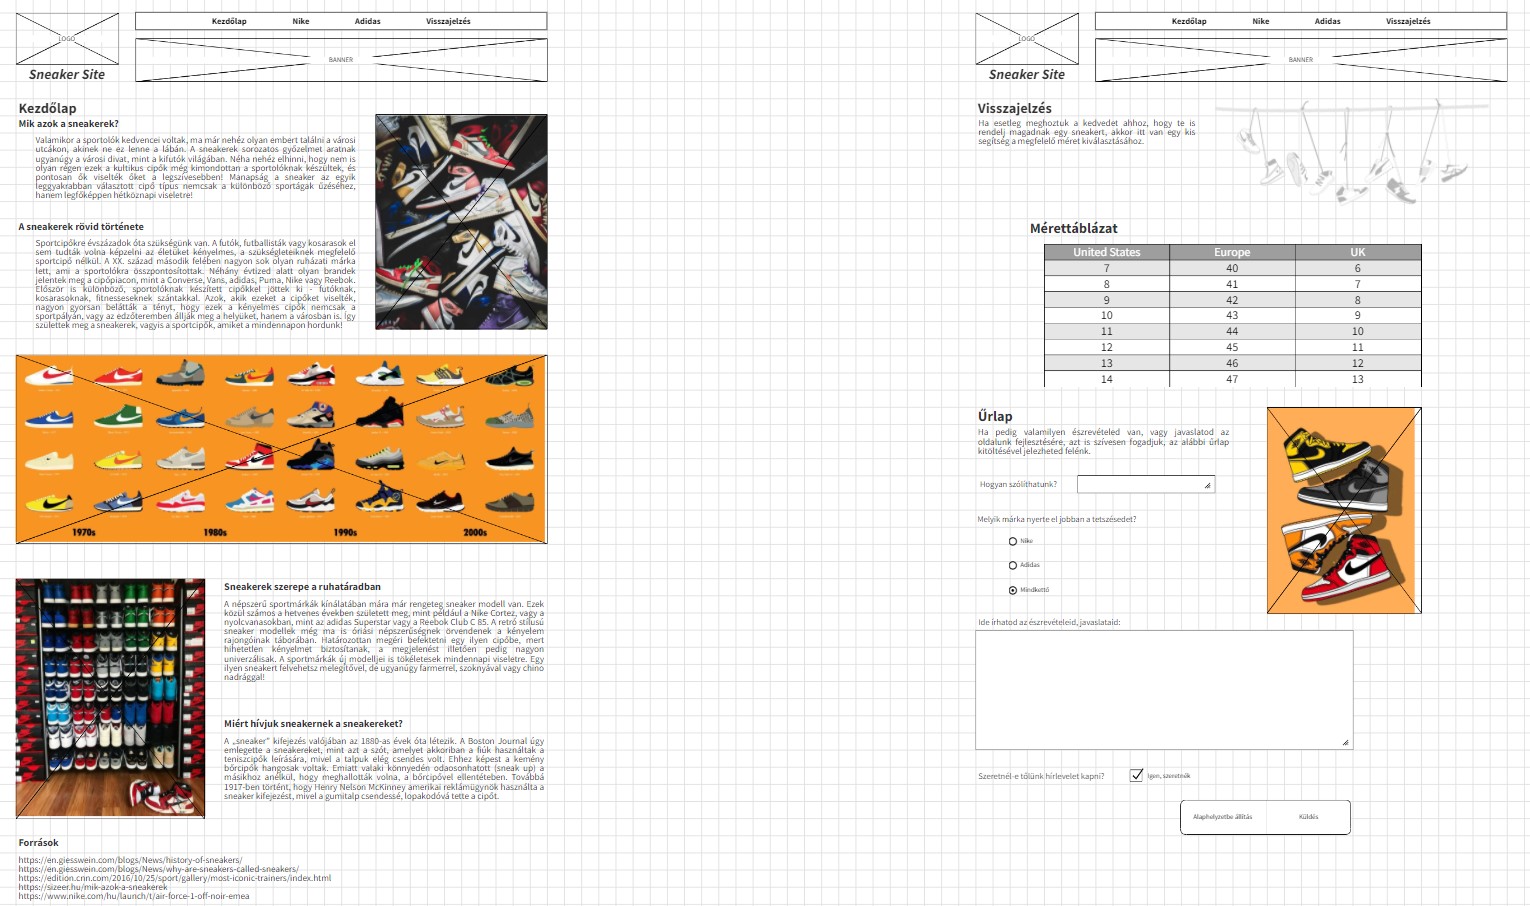 LOGO
Sneaker Site
Kezdőlap Nike Adidas Visszajelzés
BANNER
Kezdőlap
Mik azok a sneakerek?
Valamikor a sportolók kedvencei voltak, ma már nehéz olyan embert találni a városi
utcákon, akinek ne ez lenne a lábán. A sneakerek sorozatos győzelmet aratnak
ugyanúgy a városi divat, mint a kifutók világában. Néha nehéz elhinni, hogy nem is
olyan régen ezek a kultikus cipők még kimondottan a sportolóknak készültek, és
pontosan ők viselték őket a legszívesebben! Manapság a sneaker az egyik
leggyakrabban választott cipő típus nemcsak a különböző sportágak űzéséhez,
hanem legfőképpen hétköznapi viseletre!
A sneakerek rövid története
Sportcipőkre évszázadok óta szükségünk van. A futók, futballisták vagy kosarasok el
sem tudták volna képzelni az életüket kényelmes, a szükségleteiknek megfelelő
sportcipő nélkül. A XX. század második felében nagyon sok olyan ruházati márka
lett, ami a sportolókra összpontosítottak. Néhány évtized alatt olyan brandek
jelentek meg a cipőpiacon, mint a Converse, Vans, adidas, Puma, Nike vagy Reebok.
Először is különböző, sportolóknak készített cipőkkel jöttek ki - futóknak,
kosarasoknak, fitnesseseknek szántakkal. Azok, akik ezeket a cipőket viselték,
nagyon gyorsan belátták a tényt, hogy ezek a kényelmes cipők nemcsak a
sportpályán, vagy az edzőteremben állják meg a helyüket, hanem a városban is. Így
születtek meg a sneakerek, vagyis a sportcipők, amiket a mindennapon hordunk!
1970s 1980s 1990s 2000s
Sneakerek szerepe a ruhatáradban
A népszerű sportmárkák kínálatában mára már rengeteg sneaker modell van. Ezek
közül számos a hetvenes években született meg, mint például a Nike Cortez, vagy a
nyolcvanasokban, mint az adidas Superstar vagy a Reebok Club C 85. A retró stílusú
sneaker modellek még ma is óriási népszerűségnek örvendenek a kényelem
rajongóinak táborában. Határozottan megéri befektetni egy ilyen cipőbe, mert
hihetetlen kényelmet biztosítanak, a megjelenést illetően pedig nagyon
univerzálisak. A sportmárkák új modelljei is tökéletesek mindennapi viseletre. Egy
ilyen sneakert felvehetsz melegítővel, de ugyanúgy farmerrel, szoknyával vagy chino
nadrággal!
Miért hívjuk sneakernek a sneakereket?
A „sneaker" kifejezés valójában az 1880-as évek óta létezik. A Boston Journal úgy
emlegette a sneakereket, mint azt a szót, amelyet akkoriban a fiúk használtak a
teniszcipők leírására, mivel a talpuk elég csendes volt. Ehhez képest a kemény
bőrcipők hangosak voltak. Emiatt valaki könnyedén odaosonhatott (sneak up) a
másikhoz anélkül, hogy meghallották volna, a bőrcipővel ellentétében. Továbbá
1917-ben történt, hogy Henry Nelson McKinney amerikai reklámügynök használta a
sneaker kifejezést, mivel a gumitalp csendessé, lopakodóvá tette a cipőt.
Források
https://en.giesswein.com/blogs/News/history-of-sneakers/
https://en.giesswein.com/blogs/News/why-are-sneakers-called-sneakers/
https://edition.cnn.com/2016/10/25/sport/gallery/most-iconic-trainers/index.html
https://sizeer.hu/mik-azok-a-sneakerek
https://www.nike.com/hu/launch/t/air-force-1-off-noir-emea
LOGO
Sneaker Site
Kezdőlap Nike Adidas Visszajelzés
BANNER
Visszajelzés
Ha esetleg meghoztuk a kedvedet ahhoz, hogy te is
rendelj magadnak egy sneakert, akkor itt van egy kis
segítség a megfelelő méret kiválasztásához.
Mérettáblázat
United States Europe UK
7 40 6
8 41 7
9 42 8
10 43 9
11 44 10
12 45 11
13 46 12
14 47 13
Űrlap
Ha pedig valamilyen észrevételed van, vagy javaslatod az
oldalunk fejlesztésére, azt is szívesen fogadjuk, az alábbi űrlap
kitöltésével jelezheted felénk.
Hogyan szólíthatunk?
Melyik márka nyerte el jobban a tetszésedet?
Nike
Adidas
Mindkettő
Ide írhatod az észrevételeid, javaslataid:
Szeretnél-e tőlünk hírlevelet kapni? Igen, szeretnék
Alaphelyzetbe állítás Küldés